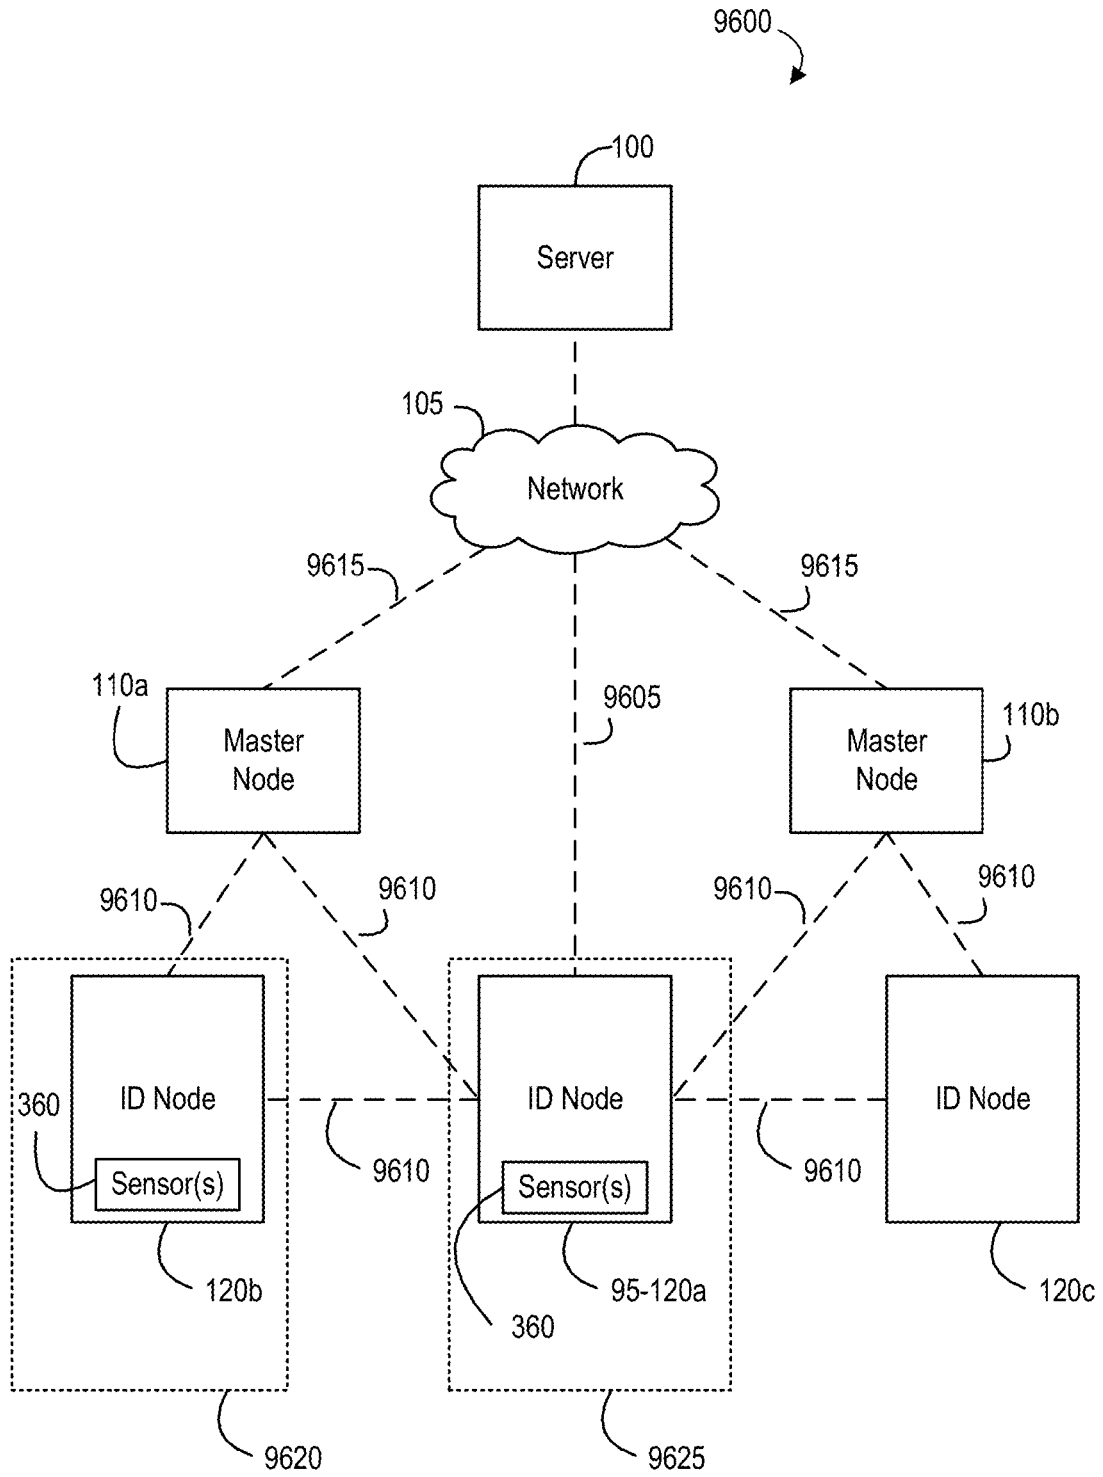 9600
100
Server
105
Network
9615
9615
110a
9605
110b
Master
Node
Master
Node
9610
9610
9610
9610
ID Node
ID Node
ID Node
360
9610
9610
Sensor(s)
Sensor(s)
120b
95-120a
120c
360
9620
9625